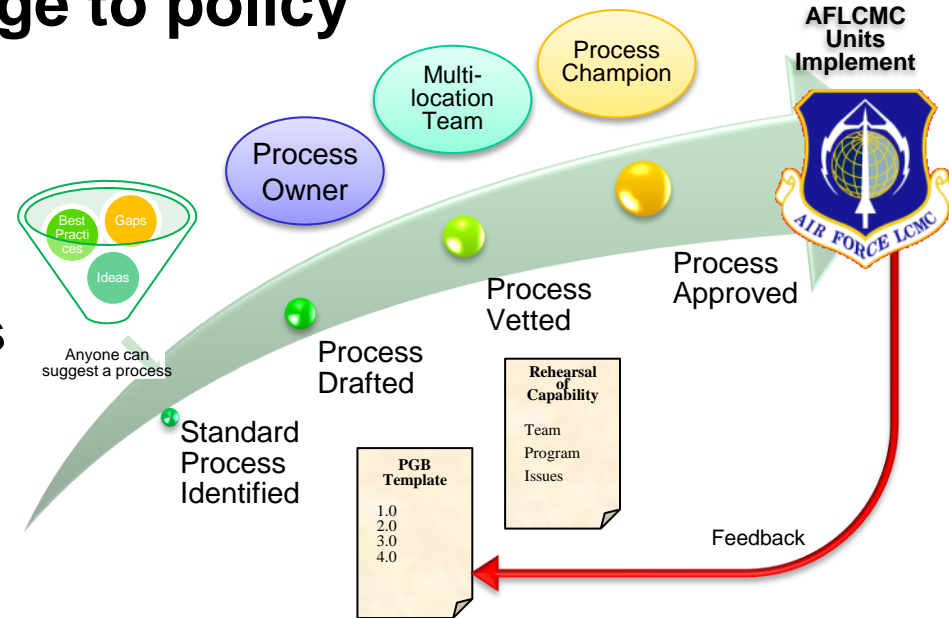 ge to policy
AFLCMC
Units
Implement
Process
Champion
Multi-
location
Team
Process
Owner
Best
Practi
ces
Gaps
Ideas
s
Anyone can
suggest a process
AIR FORCE LCMC
Process
Approved
Process
Vetted
Process
Drafted
Standard
Process
Identified
Rehearsal
of
Capability
Team
Program
Issues
PGB
Template
1.0
2.0
3.0
4.0
Feedback